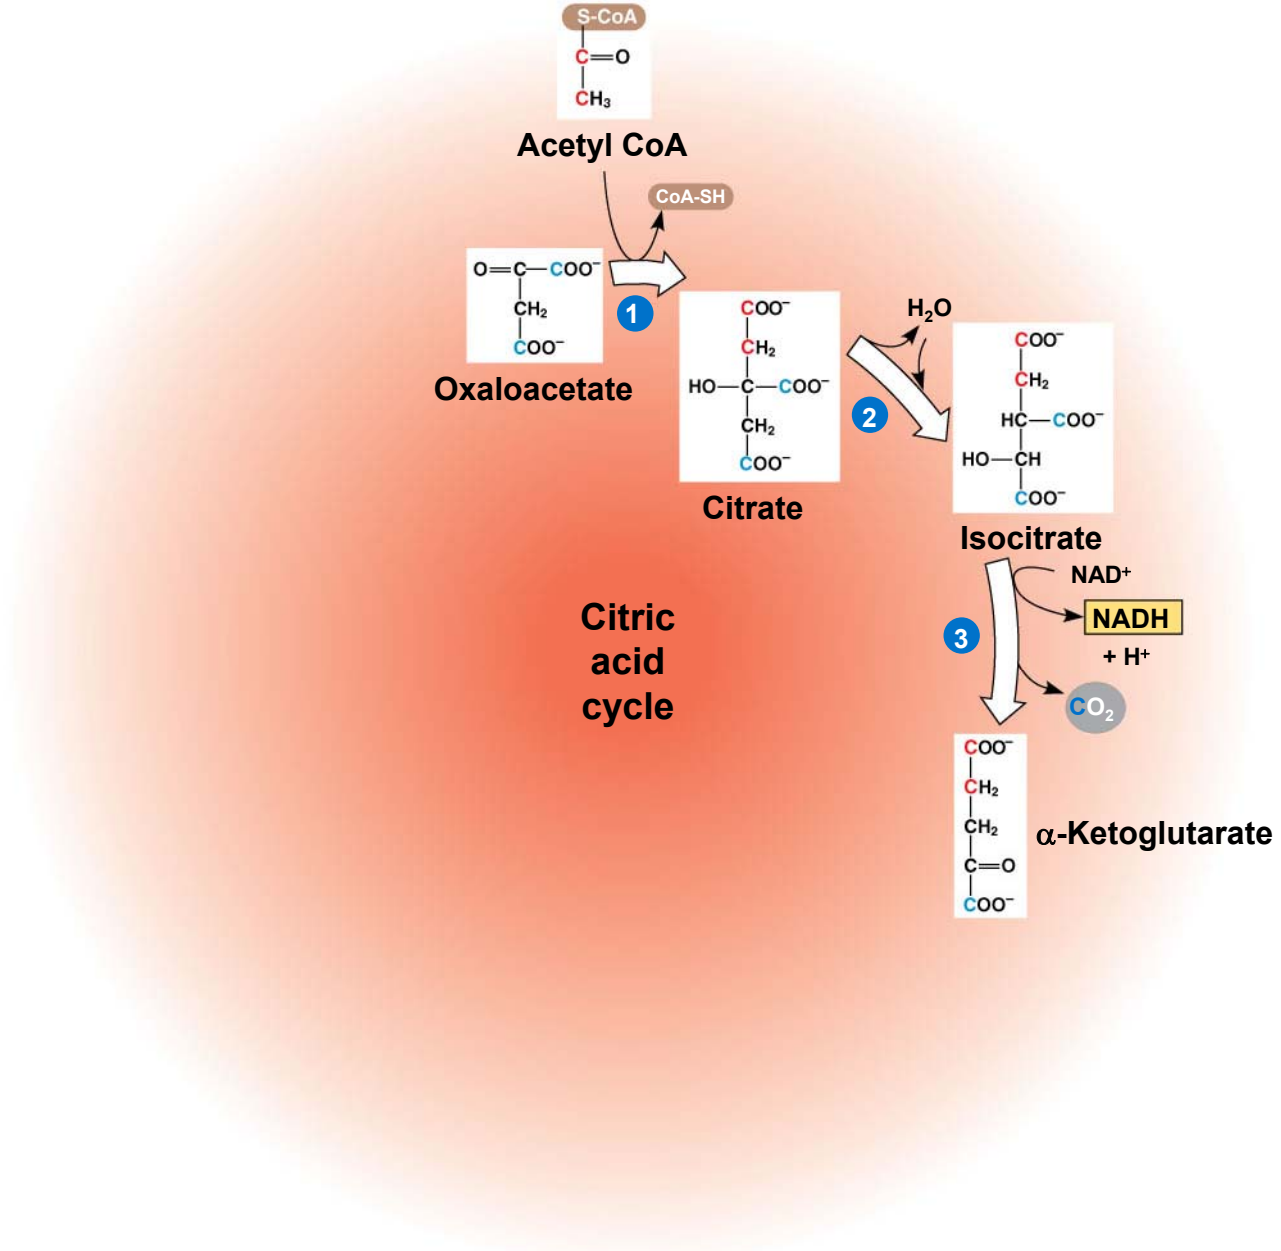 S-CoA
C=O
CH₃
Acetyl CoA
CoA-SH
O=C—COO⁻
CH₂
COO⁻
Oxaloacetate
1
COO⁻
CH₂
HO—C—COO⁻
CH₂
COO⁻
Citrate
H₂O
2
COO⁻
CH₂
HC—COO⁻
HO—CH
COO⁻
Isocitrate
NAD⁺
NADH
+ H⁺
3
CO₂
COO⁻
CH₂
CH₂
C=O
COO⁻
α-Ketoglutarate
Citric
acid
cycle